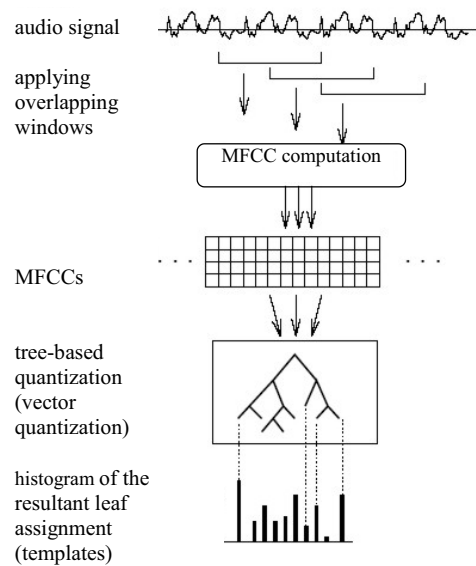 audio signal
applying
overlapping
windows
MFCC computation
. . .
. . .
MFCCs
tree-based
quantization
(vector
quantization)
histogram of the
resultant leaf
assignment
(templates)